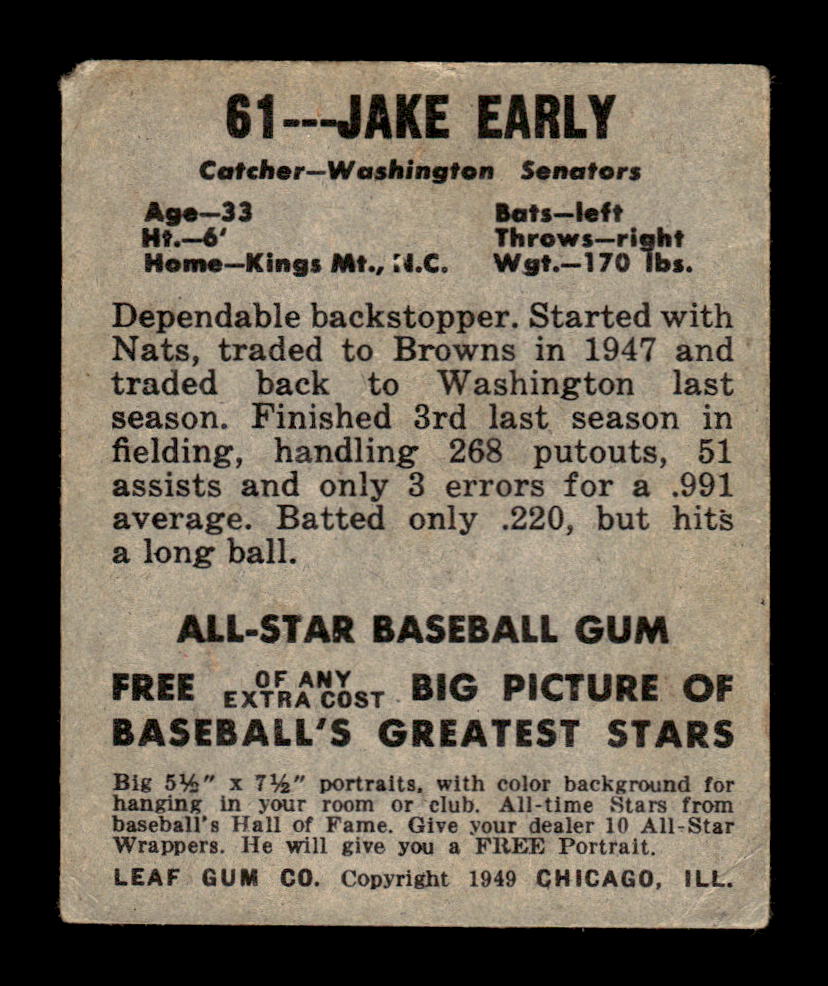 61---JAKE EARLY
Catcher—Washington Senators
Age—33 Bats—left
Ht.—6' Throws—right
Home—Kings Mt., N.C. Wgt.—170 lbs.
Dependable backstopper. Started with
Nats, traded to Browns in 1947 and
traded back to Washington last
season. Finished 3rd last season in
fielding, handling 268 putouts, 51
assists and only 3 errors for a .991
average. Batted only .220, but hits
a long ball.
ALL-STAR BASEBALL GUM
FREE OF ANY EXTRA COST BIG PICTURE OF
BASEBALL'S GREATEST STARS
Big 5½" x 7½" portraits, with color background for
hanging in your room or club. All-time Stars from
baseball's Hall of Fame. Give your dealer 10 All-Star
Wrappers. He will give you a FREE Portrait.
LEAF GUM CO. Copyright 1949 CHICAGO, ILL.